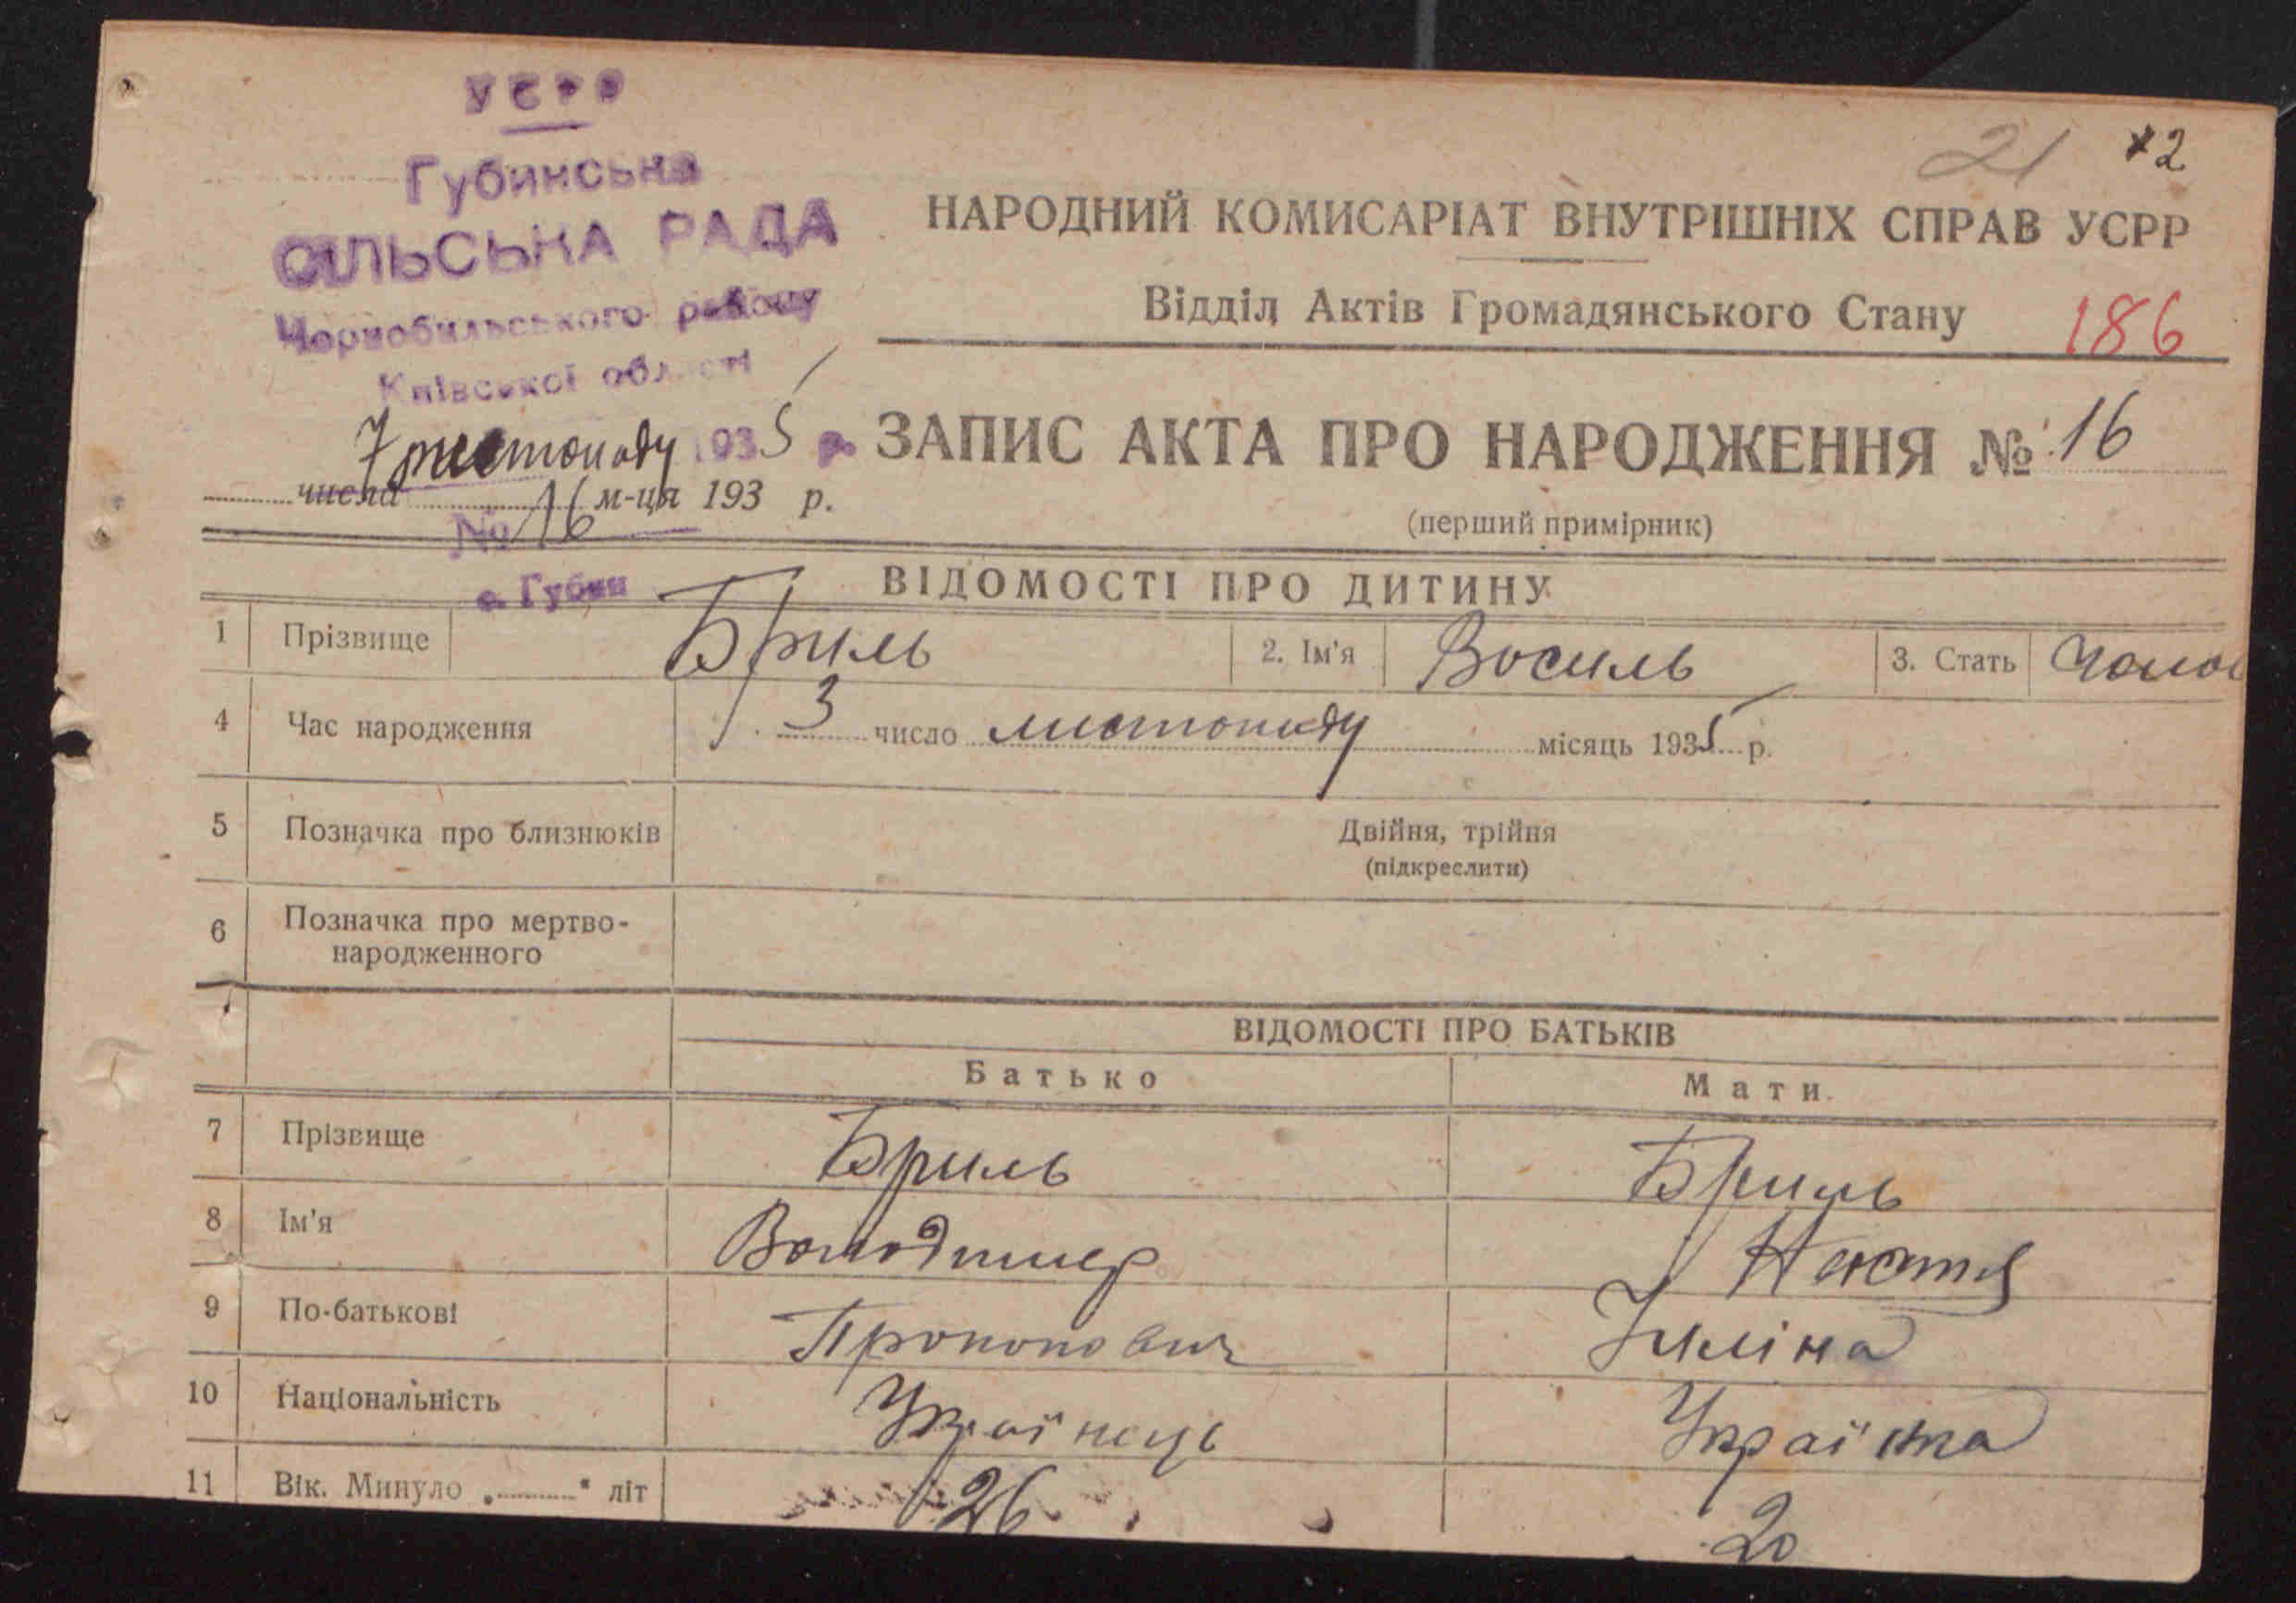 УСРР
Губинська
СІЛЬСЬКА РАДА
Чорнобильського району
Київської області
7 листопаду 1935 р.
числа м-ця 193 р.
№ 16
с. Губин
21 *2
НАРОДНИЙ КОМИСАРІАТ ВНУТРІШНІХ СПРАВ УСРР
Відділ Актів Громадянського Стану 186
ЗАПИС АКТА ПРО НАРОДЖЕННЯ № 16
(перший примірник)
ВІДОМОСТІ ПРО ДИТИНУ
1 Прізвище Бриль 2. Ім'я Василь 3. Стать Чолов
4 Час народження 3 число листопаду місяць 1935 р.
5 Позначка про близнюків Двійня, трійня
(підкреслити)
6 Позначка про мертво-
народженного
ВІДОМОСТІ ПРО БАТЬКІВ
Батько Мати
7 Прізвище Бриль Бриль
8 Ім'я Володимер Настя
9 По-батькові Прокопович
10 Національність Українець Українка
11 Вік. Минуло „ “ літ 26 20